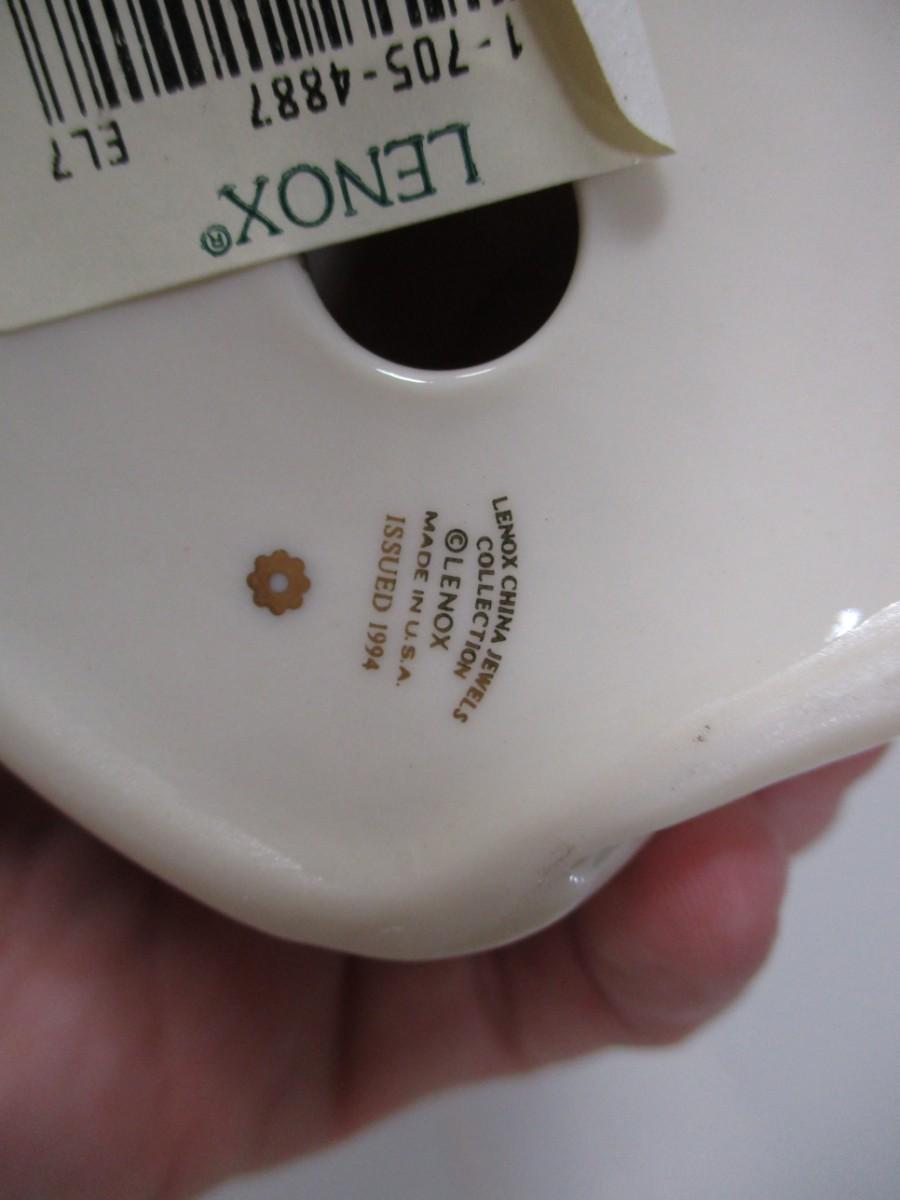 LENOX®
EL7
1-705-4887
LENOX CHINA JEWELS
COLLECTION
©LENOX
MADE IN U.S.A.
ISSUED 1994